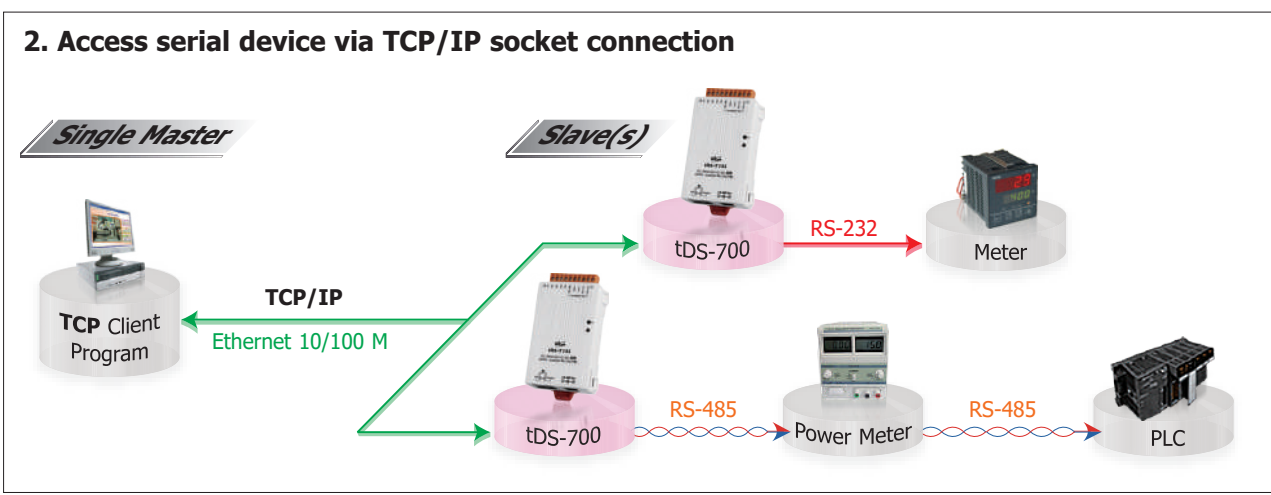 2. Access serial device via TCP/IP socket connection
Single Master
Slave(s)
tDS-700
RS-232
Meter
TCP Client
Program
TCP/IP
Ethernet 10/100 M
tDS-700
RS-485
Power Meter
RS-485
PLC